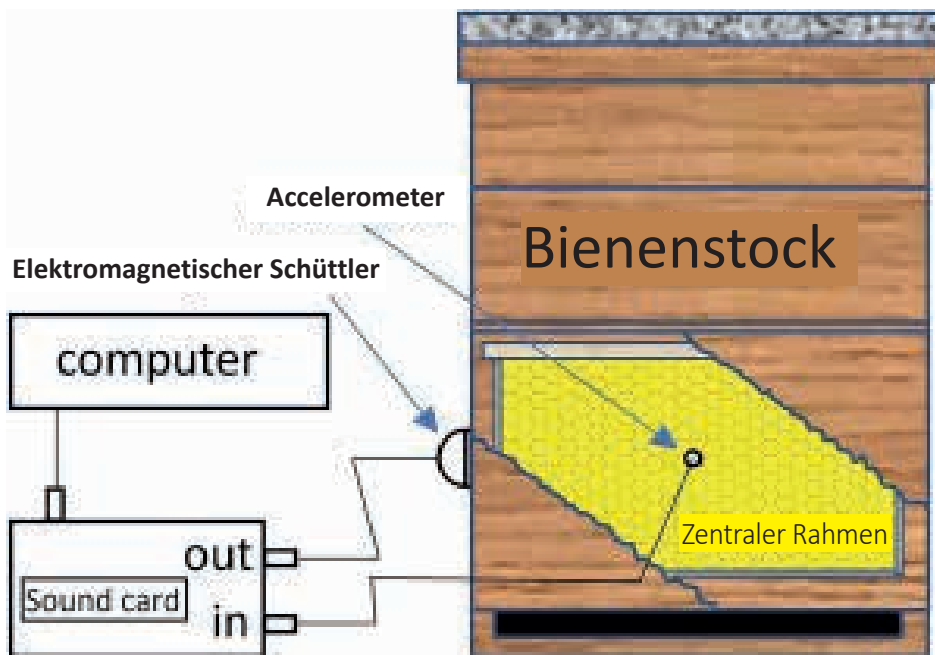 Accelerometer
Bienenstock
Elektromagnetischer Schüttler
computer
Zentraler Rahmen
out
Sound card
in